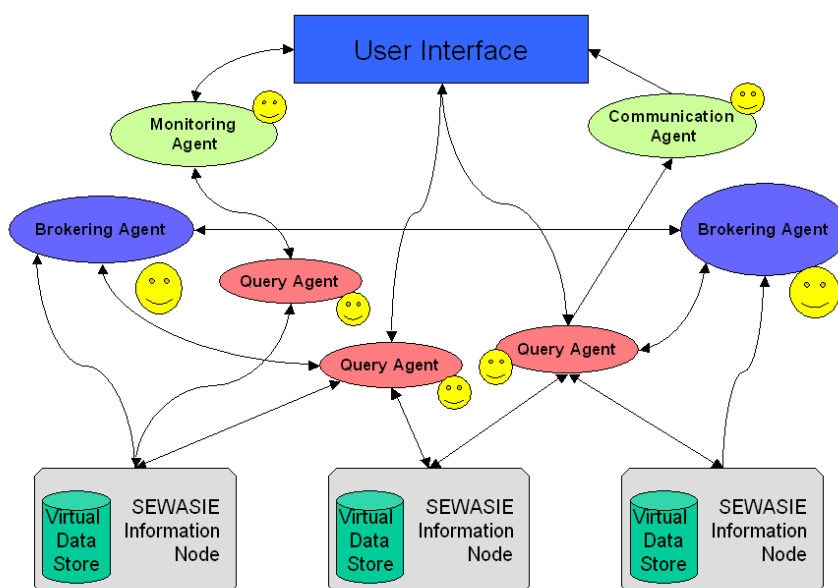 User Interface
Monitoring
Agent
Communication
Agent
Brokering Agent
Brokering Agent
Query Agent
Query Agent
Query Agent
Virtual
Data
Store
SEWASIE
Information
Node
Virtual
Data
Store
SEWASIE
Information
Node
Virtual
Data
Store
SEWASIE
Information
Node